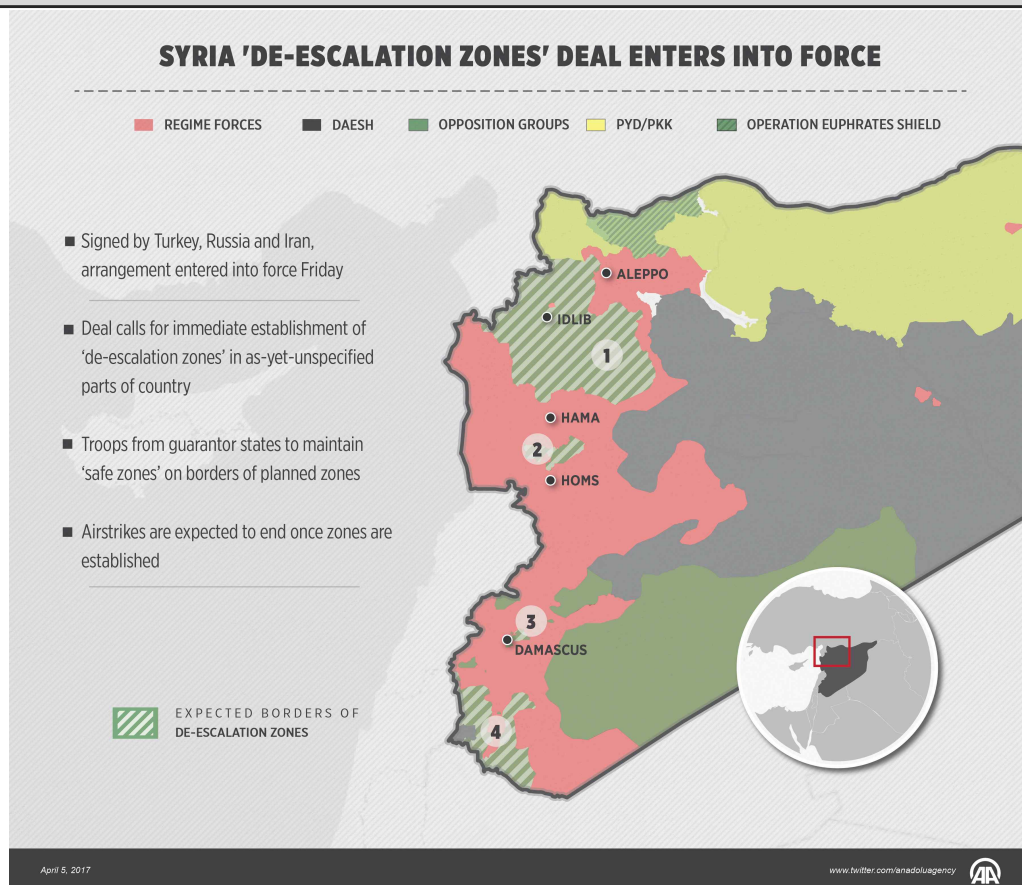 SYRIA 'DE-ESCALATION ZONES' DEAL ENTERS INTO FORCE
REGIME FORCES
DAESH
OPPOSITION GROUPS
PYD/PKK
OPERATION EUPHRATES SHIELD
■ Signed by Turkey, Russia and Iran,
arrangement entered into force Friday
■ Deal calls for immediate establishment of
‘de-escalation zones’ in as-yet-unspecified
parts of country
■ Troops from guarantor states to maintain
‘safe zones’ on borders of planned zones
■ Airstrikes are expected to end once zones are
established
ALEPPO
IDLIB
1
HAMA
2
HOMS
3
DAMASCUS
4
EXPECTED BORDERS OF
DE-ESCALATION ZONES
April 5, 2017
www.twitter.com/anadoluagency
AA